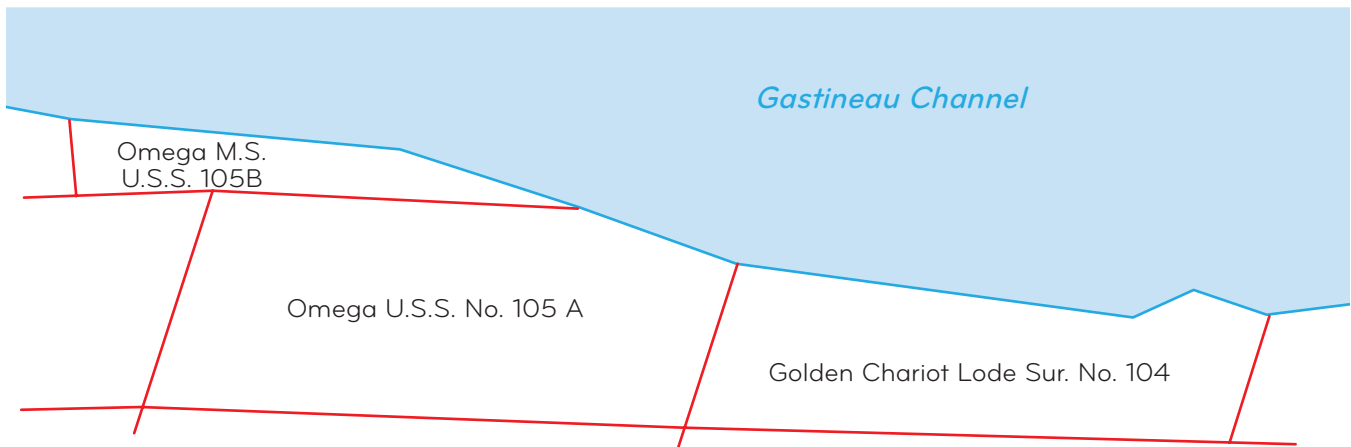 Gastineau Channel
Omega M.S.
U.S.S. 105B
Omega U.S.S. No. 105 A
Golden Chariot Lode Sur. No. 104